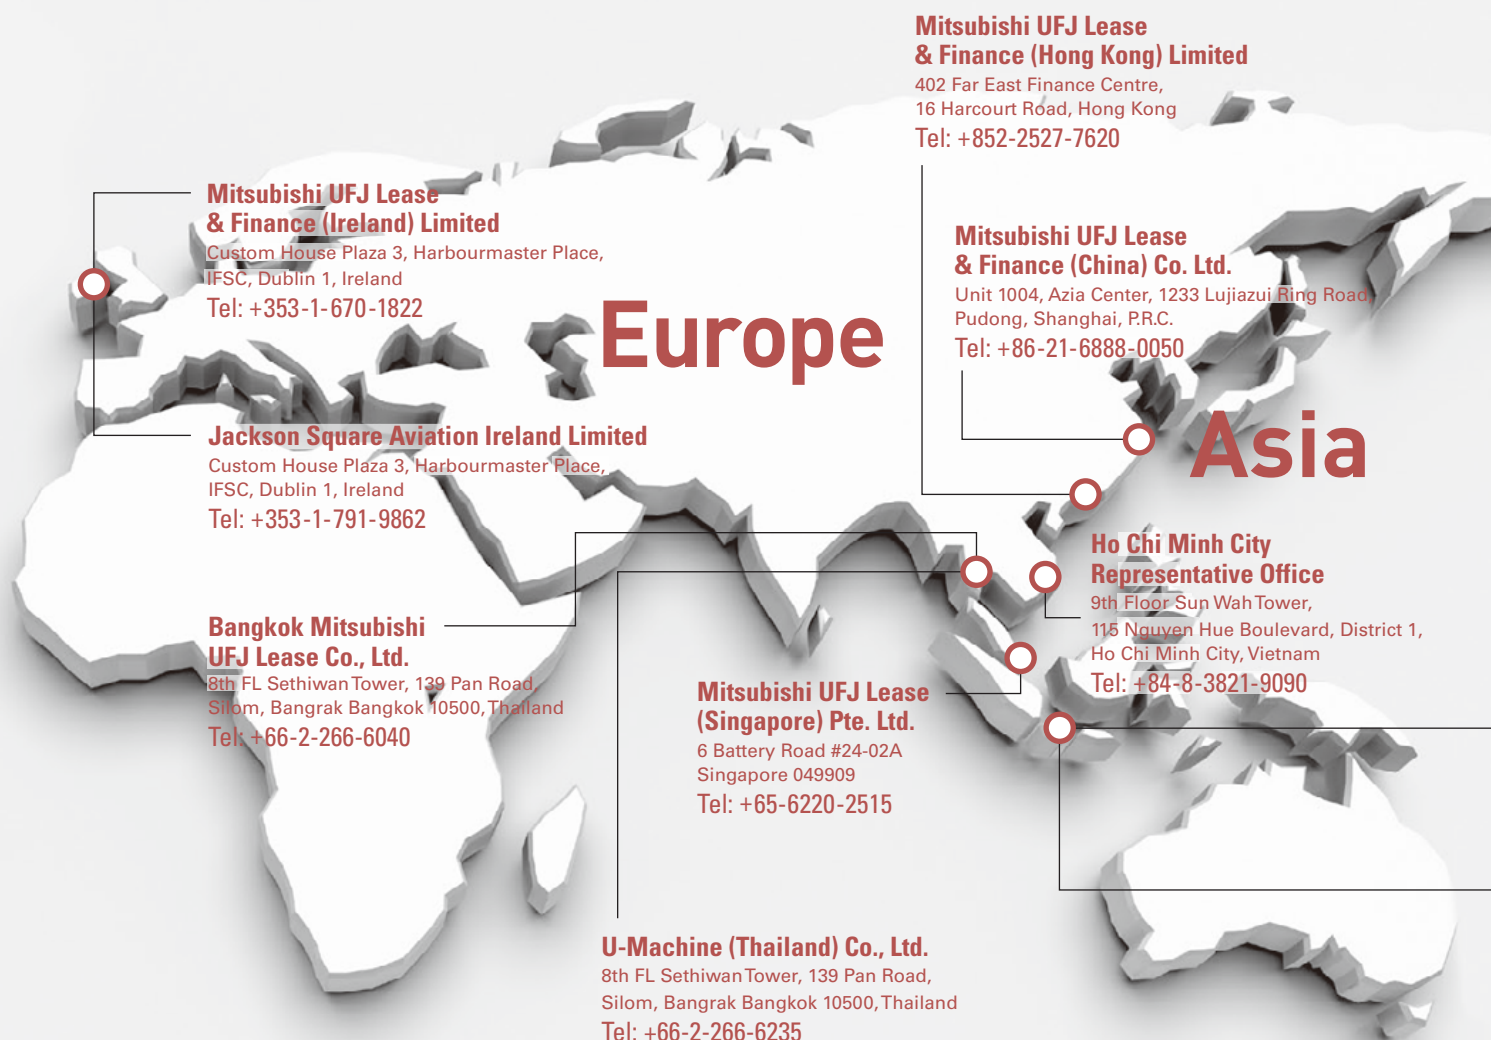 Mitsubishi UFJ Lease
& Finance (Hong Kong) Limited
402 Far East Finance Centre,
16 Harcourt Road, Hong Kong
Tel: +852-2527-7620
Mitsubishi UFJ Lease
& Finance (Ireland) Limited
Custom House Plaza 3, Harbourmaster Place,
IFSC, Dublin 1, Ireland
Tel: +353-1-670-1822
Mitsubishi UFJ Lease
& Finance (China) Co. Ltd.
Unit 1004, Azia Center, 1233 Lujiazui Ring Road,
Pudong, Shanghai, P.R.C.
Tel: +86-21-6888-0050
Europe
Asia
Jackson Square Aviation Ireland Limited
Custom House Plaza 3, Harbourmaster Place,
IFSC, Dublin 1, Ireland
Tel: +353-1-791-9862
Ho Chi Minh City
Representative Office
9th Floor Sun Wah Tower,
115 Nguyen Hue Boulevard, District 1,
Ho Chi Minh City, Vietnam
Tel: +84-8-3821-9090
Bangkok Mitsubishi
UFJ Lease Co., Ltd.
8th FL Sethiwan Tower, 139 Pan Road,
Silom, Bangrak Bangkok 10500, Thailand
Tel: +66-2-266-6040
Mitsubishi UFJ Lease
(Singapore) Pte. Ltd.
6 Battery Road #24-02A
Singapore 049909
Tel: +65-6220-2515
U-Machine (Thailand) Co., Ltd.
8th FL Sethiwan Tower, 139 Pan Road,
Silom, Bangrak Bangkok 10500, Thailand
Tel: +66-2-266-6235